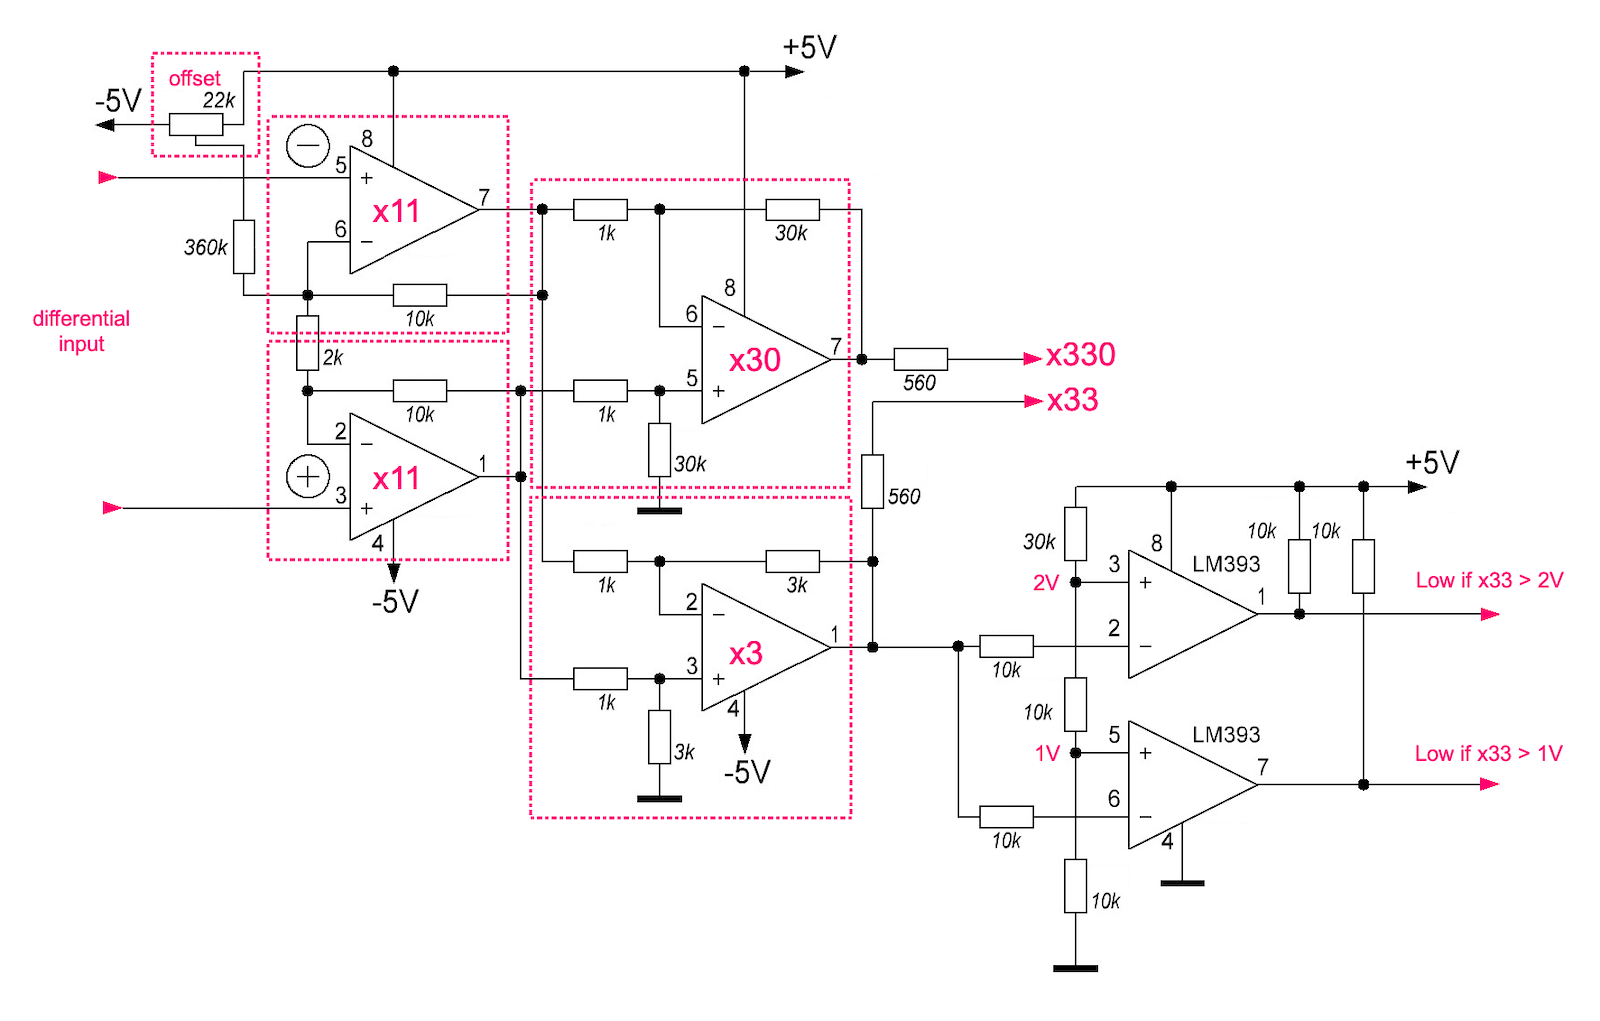 +5V
offset
22k
-5V
8
5
+
x11
7
6
−
360k
10k
1k
30k
differential
input
2k
10k
2
−
x11
1
3
+
4
-5V
1k
8
6
−
x30
7
5
+
30k
x330
560
x33
560
1k
3k
2
−
x3
1
3
+
4
1k
3k
-5V
+5V
30k
10k
10k
8
LM393
3
+
2V
1
2
−
Low if x33 > 2V
10k
10k
LM393
5
+
1V
7
6
−
4
Low if x33 > 1V
10k
10k